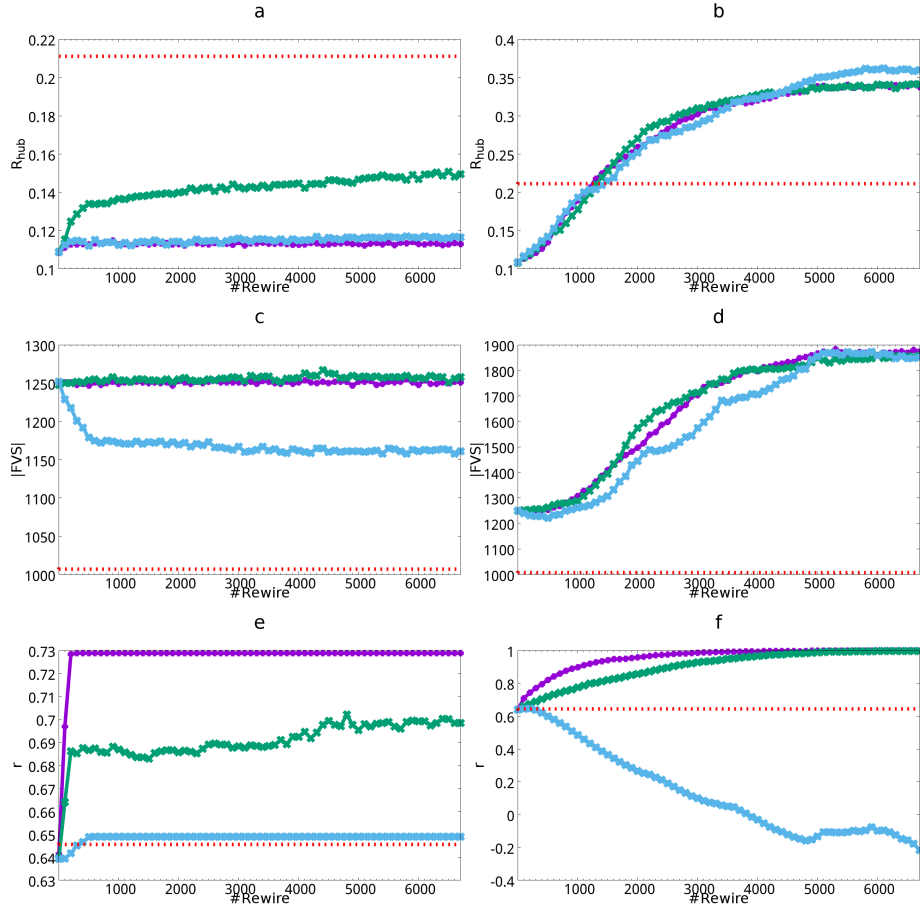 a
0.22
0.2
0.18
0.16
0.14
0.12
0.1
R_hub
1000 2000 3000 4000 5000 6000
#Rewire
b
0.4
0.35
0.3
0.25
0.2
0.15
0.1
R_hub
1000 2000 3000 4000 5000 6000
#Rewire
c
1300
1250
1200
1150
1100
1050
1000
|FVS|
1000 2000 3000 4000 5000 6000
#Rewire
d
1900
1800
1700
1600
1500
1400
1300
1200
1100
1000
|FVS|
1000 2000 3000 4000 5000 6000
#Rewire
e
0.73
0.72
0.71
0.7
0.69
0.68
0.67
0.66
0.65
0.64
0.63
r
1000 2000 3000 4000 5000 6000
#Rewire
f
1
0.8
0.6
0.4
0.2
0
-0.2
-0.4
r
1000 2000 3000 4000 5000 6000
#Rewire